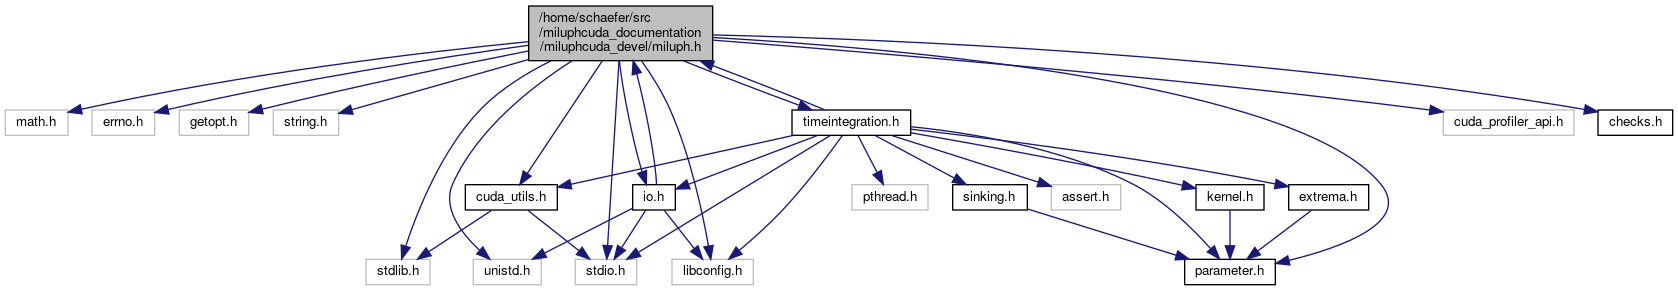 /home/schaefer/src
/miluphcuda_documentation
/miluphcuda_devel/miluph.h
math.h
errno.h
getopt.h
string.h
timeintegration.h
cuda_profiler_api.h
checks.h
cuda_utils.h
io.h
pthread.h
sinking.h
assert.h
kernel.h
extrema.h
stdlib.h
unistd.h
stdio.h
libconfig.h
parameter.h